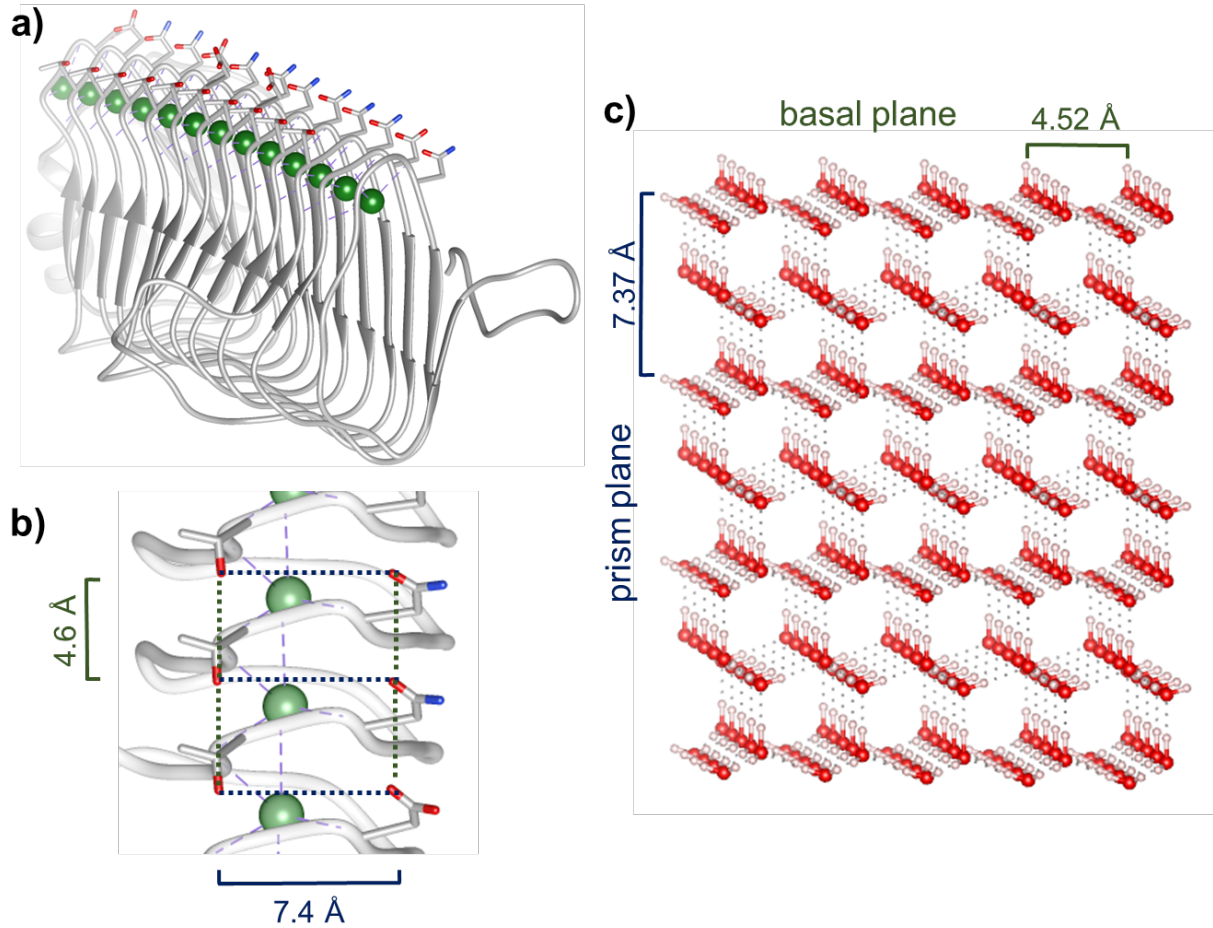 a)
b)
4.6 Å
7.4 Å
c)
basal plane
4.52 Å
7.37 Å
prism plane